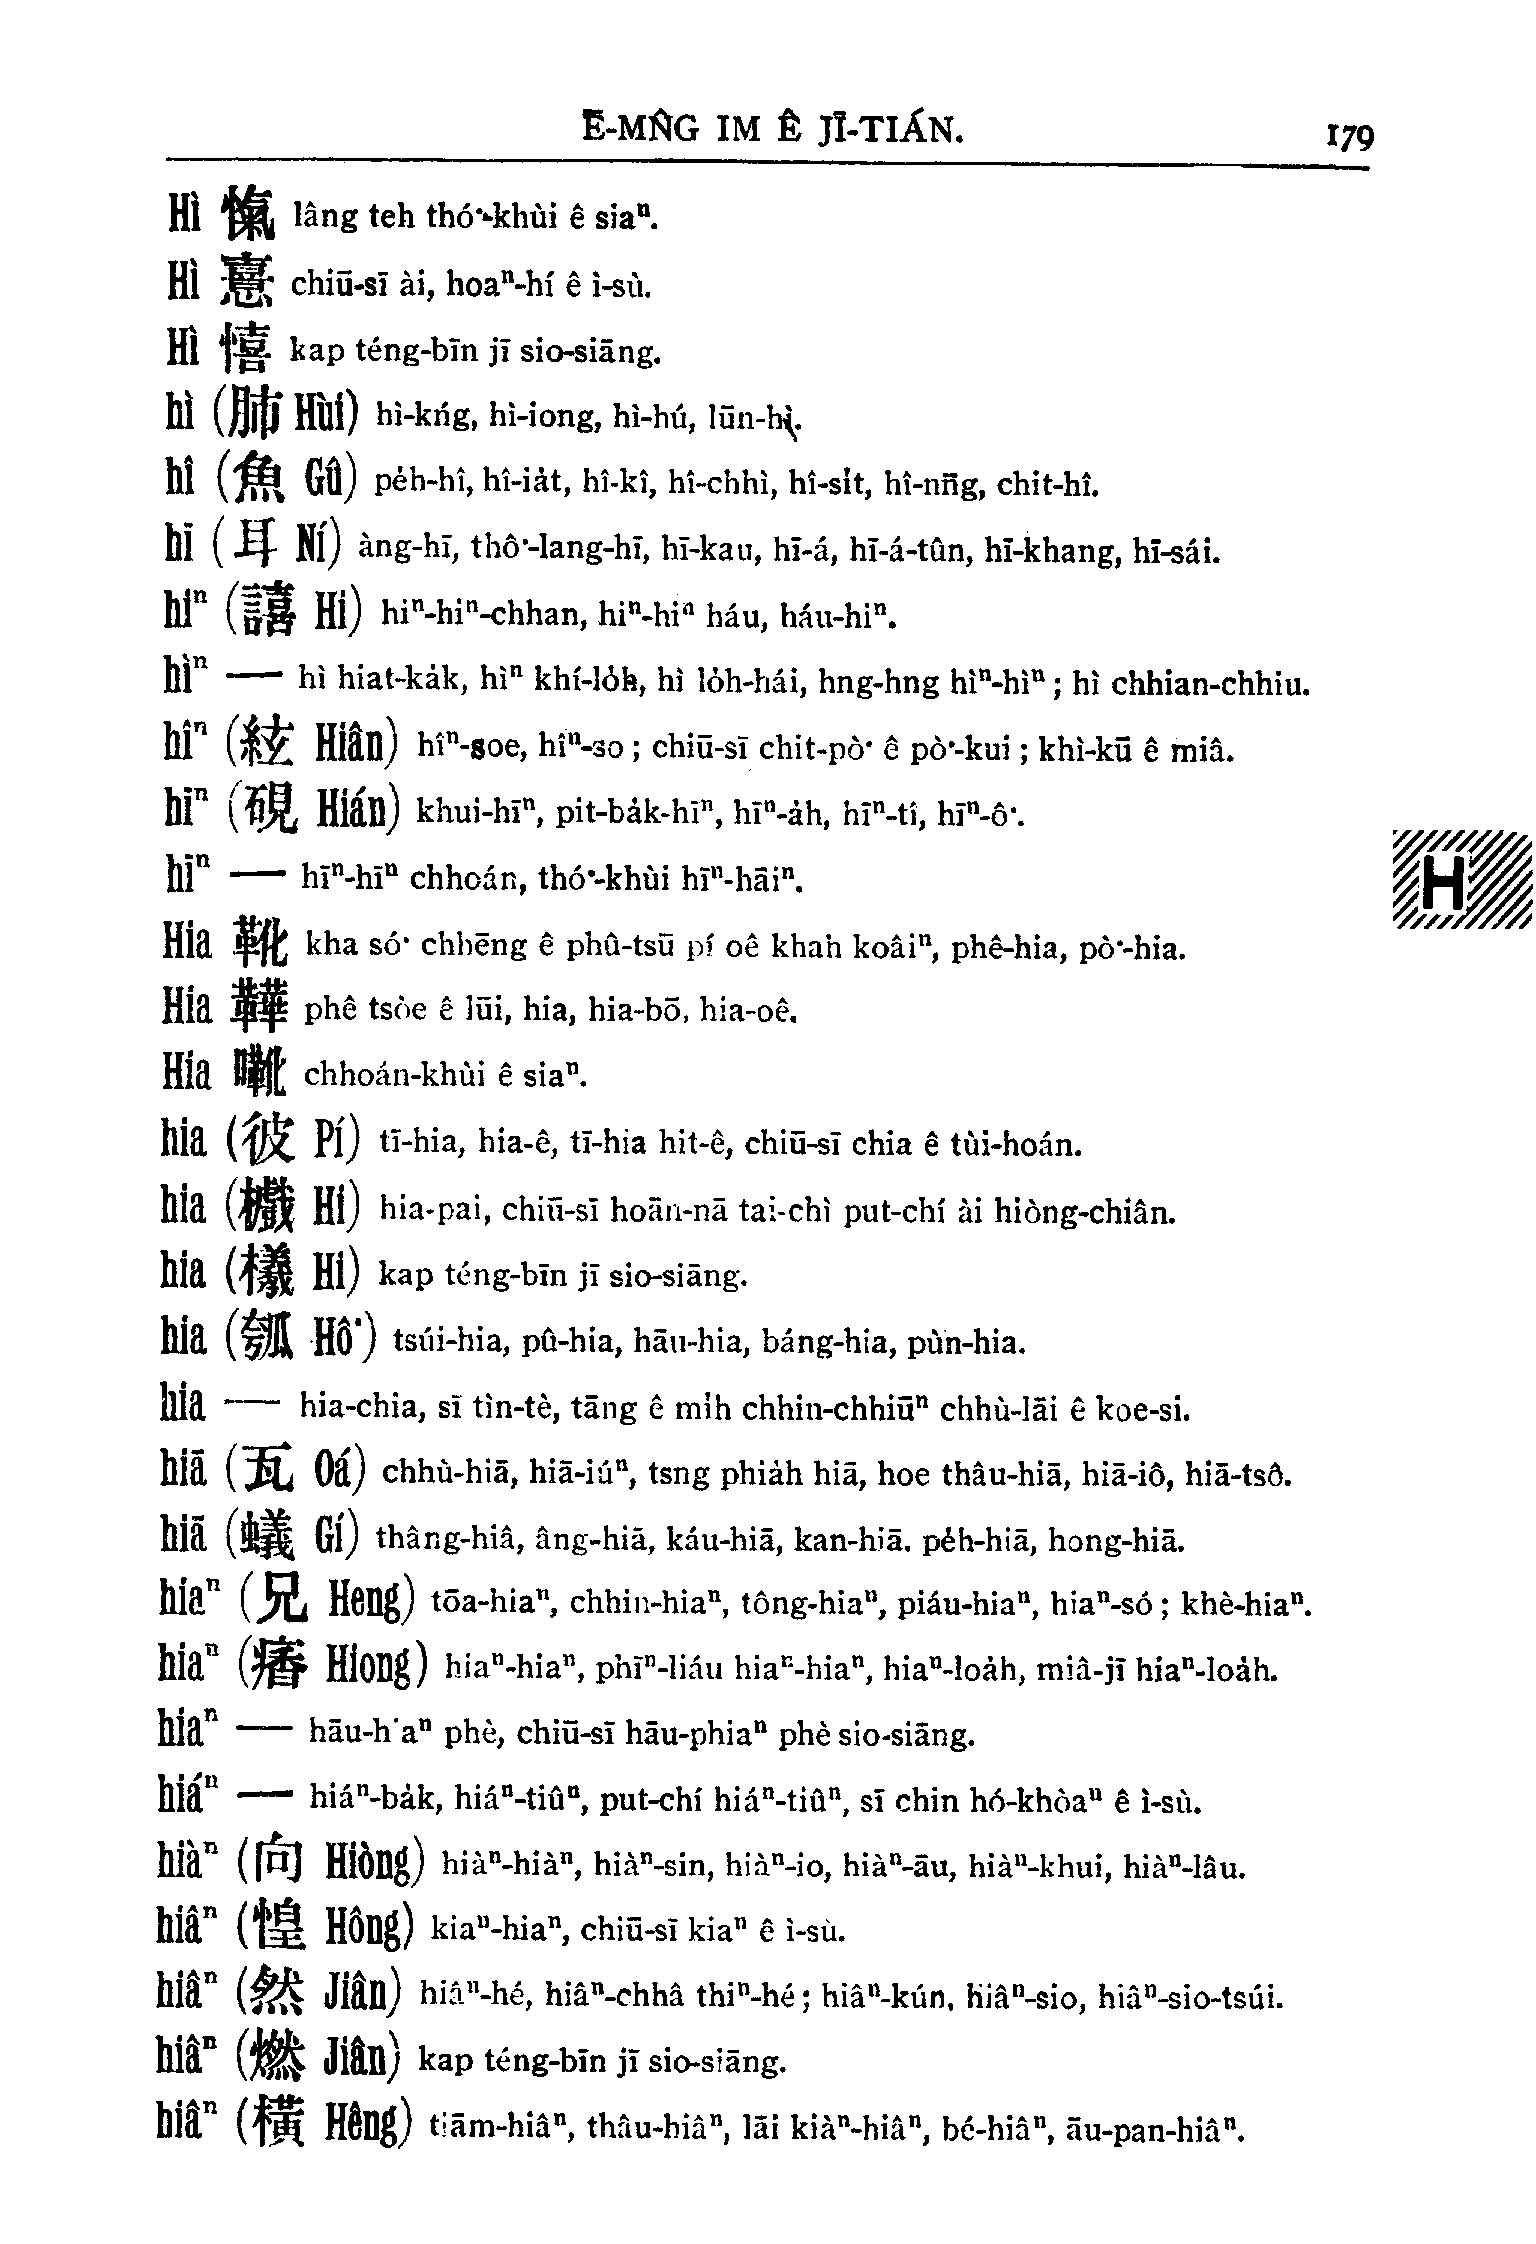 Ē-MN̂G IM Ê JĪ-TIÁN. 179
Hì 愾 lâng teh thó͘-khùi ê siaⁿ.
Hì 憙 chiū-sī ài, hoaⁿ-hí ê ì-sù.
Hì 憘 kap téng-bīn jī sio-siāng.
hì (肺 Hùi) hì-kńg, hì-iong, hì-hú, lūn-hì.
hî (魚 Gû) pe̍h-hî, hî-ia̍t, hî-kî, hî-chhì, hî-si̍t, hî-nn̄g, chit-hî.
hī (耳 Ní) àng-hī, thô͘-lang-hī, hī-kau, hī-á, hī-á-tûn, hī-khang, hī-sái.
hiⁿ (譆 Hi) hiⁿ-hiⁿ-chhan, hiⁿ-hiⁿ háu, háu-hiⁿ.
hìⁿ — hì hiat-ka̍k, hìⁿ khí-lo̍h, hì lo̍h-hái, hng-hng hìⁿ-hìⁿ; hì chhian-chhiu.
hîⁿ (絃 Hiân) hîⁿ-soe, hîⁿ-so; chiū-sī chit-pò͘ ê pò͘-kui; khì-kū ê miâ.
hīⁿ (硯 Hián) khui-hīⁿ, pit-ba̍k-hīⁿ, hīⁿ-a̍h, hīⁿ-tî, hīⁿ-ô͘.
hīⁿ — hīⁿ-hīⁿ chhoán, thó͘-khùi hīⁿ-hāiⁿ.
Hia 靴 kha só͘ chhēng ê phû-tsū pí oê khah koâiⁿ, phê-hia, pò͘-hia.
Hia 鞾 phê tsòe ê lūi, hia, hia-bō, hia-oê.
Hia 𡄖 chhoán-khùi ê siaⁿ.
hia (彼 Pí) tī-hia, hia-ê, tī-hia hit-ê, chiū-sī chia ê tùi-hoán.
hia (Hi) hia-pai, chiū-sī hoān-nā tai-chì put-chí ài hiòng-chiân.
hia (㰕 Hi) kap téng-bīn jī sio-siāng.
hia (瓠 Hô͘) tsúi-hia, pû-hia, hāu-hia, báng-hia, pùn-hia.
hia — hia-chia, sī tìn-tè, tāng ê mi̍h chhin-chhiūⁿ chhù-lāi ê koe-si.
hiā (瓦 Oá) chhù-hiā, hiā-iúⁿ, tsng phia̍h hiā, hoe thâu-hiā, hiā-iô, hiā-tsô.
hiā (蟻 Gí) thâng-hiâ, âng-hiā, káu-hiā, kan-hiā. pe̍h-hiā, hong-hiā.
hiaⁿ (兄 Heng) tōa-hiaⁿ, chhin-hiaⁿ, tông-hiaⁿ, piáu-hiaⁿ, hiaⁿ-só; khè-hiaⁿ.
hiaⁿ (Hiong) hiaⁿ-hiaⁿ, phīⁿ-liáu hiaⁿ-hiaⁿ, hiaⁿ-loa̍h, miâ-jī hiaⁿ-loa̍h.
hiaⁿ — hāu-hiaⁿ phè, chiū-sī hāu-phiaⁿ phè sio-siāng.
hiáⁿ — hiáⁿ-ba̍k, hiáⁿ-tiûⁿ, put-chí hiáⁿ-tiûⁿ, sī chin hó-khòaⁿ ê ì-sù.
hiàⁿ (向 Hiòng) hiàⁿ-hiàⁿ, hiàⁿ-sin, hiàⁿ-io, hiàⁿ-āu, hiàⁿ-khui, hiàⁿ-lâu.
hiâⁿ (惶 Hông) kiaⁿ-hiaⁿ, chiū-sī kiaⁿ ê ì-sù.
hiâⁿ (然 Jiân) hiâⁿ-hé, hiâⁿ-chhâ thiⁿ-hé; hiâⁿ-kún, hiâⁿ-sio, hiâⁿ-sio-tsúi.
hiâⁿ (燃 Jiân) kap téng-bīn jī sio-siāng.
hiâⁿ (橫 Hêng) tiām-hiâⁿ, thâu-hiâⁿ, lāi kiàⁿ-hiâⁿ, bé-hiâⁿ, āu-pan-hiâⁿ.
H